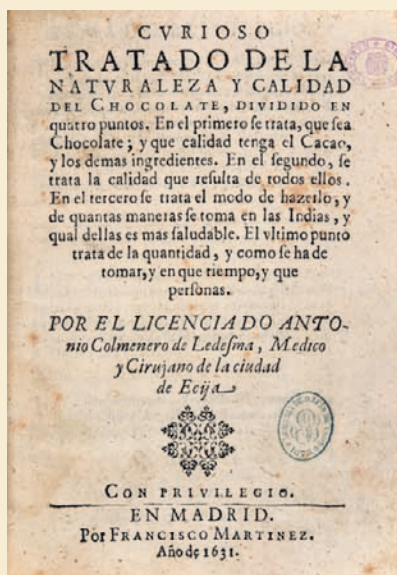 CVRIOSO
TRATADO DE LA
NATVRALEZA Y CALIDAD
DEL CHOCOLATE, DIVIDIDO EN
quatro puntos. En el primero ſe trata, que ſea
Chocolate; y que calidad tenga el Cacao,
y los demas ingredientes. En el ſegundo, ſe
trata la calidad que reſulta de todos ellos.
En el tercero ſe trata el modo de hazerlo, y
de quantas maneras ſe toma en las Indias, y
qual dellas es mas ſaludable. El vltimo punto
trata de la quantidad, y como ſe ha de
tomar, y en que tiempo, y que
perſonas.
POR EL LICENCIADO ANTO-
nio Colmenero de Ledeſma, Medico
y Cirujano de la ciudad
de Ecija
CON PRIVILEGIO.
EN MADRID.
Por FRANCISCO MARTINEZ.
Año de 1631.